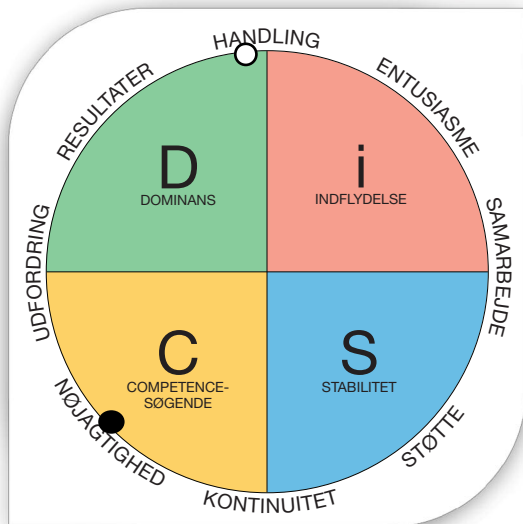 HANDLING
RESULTATER
ENTUSIASME
D
DOMINANS
i
INDFLYDELSE
UDFORDRING
SAMARBEJDE
C
COMPETENCE-
SØGENDE
S
STABILITET
NØJAGTIGHED
STØTTE
KONTINUITET